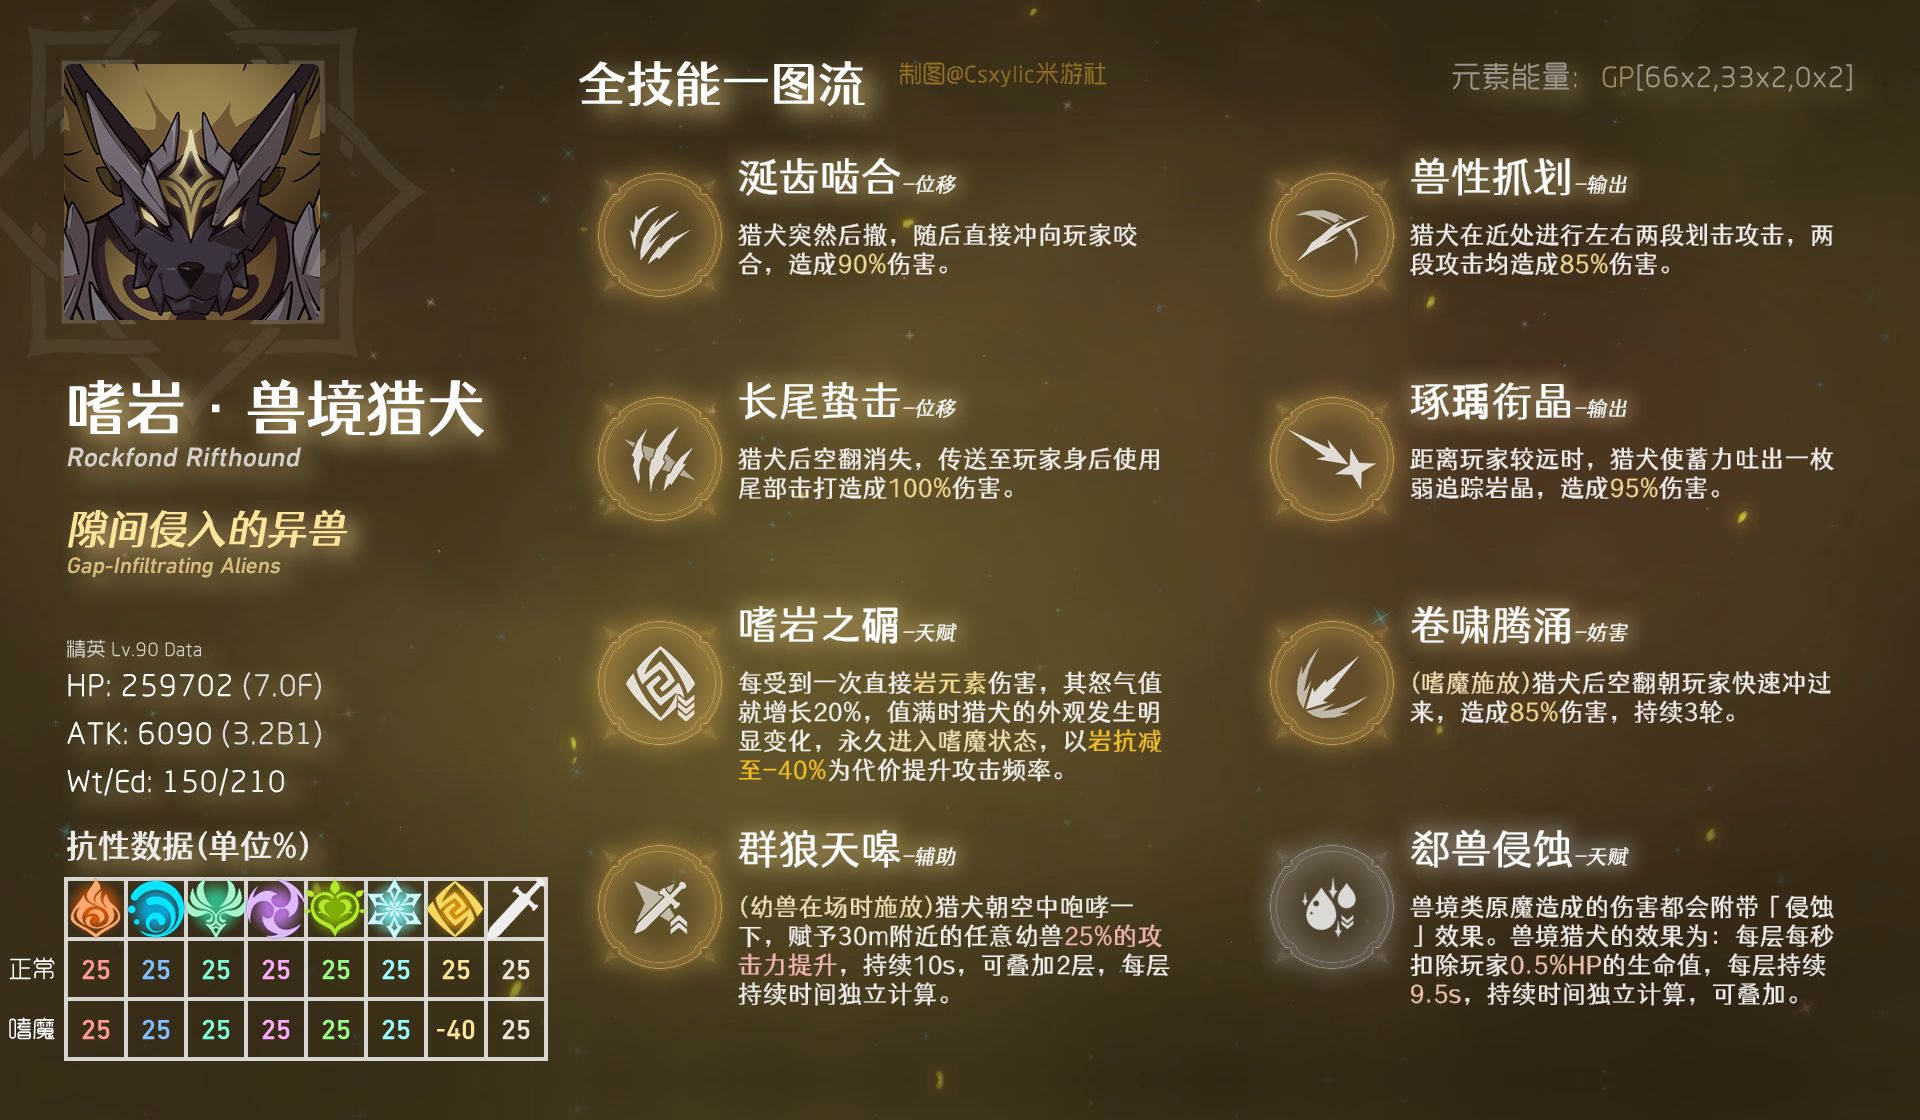 全技能一图流
制图@Csxylic米游社
元素能量: GP[66x2,33x2,0x2]
嗜岩·兽境猎犬
Rockfond Rifthound
隙间侵入的异兽
Gap-Infiltrating Aliens
精英 Lv.90 Data
HP: 259702 (7.0F)
ATK: 6090 (3.2B1)
Wt/Ed: 150/210
抗性数据(单位%)
正常 25 25 25 25 25 25 25 25
嗜魔 25 25 25 25 25 25 -40 25
涎齿啮合-位移
猎犬突然后撤，随后直接冲向玩家咬
合，造成90%伤害。
兽性抓划-输出
猎犬在近处进行左右两段划击攻击，两
段攻击均造成85%伤害。
长尾蛰击-位移
猎犬后空翻消失，传送至玩家身后使用
尾部击打造成100%伤害。
琢瑀衔晶-输出
距离玩家较远时，猎犬使蓄力吐出一枚
弱追踪岩晶，造成95%伤害。
嗜岩之碅-天赋
每受到一次直接岩元素伤害，其怒气值
就增长20%，值满时猎犬的外观发生明
显变化，永久进入嗜魔状态，以岩抗减
至-40%为代价提升攻击频率。
卷啸腾涌-妨害
(嗜魔施放)猎犬后空翻朝玩家快速冲过
来，造成85%伤害，持续3轮。
群狼天嗥-辅助
(幼兽在场时施放)猎犬朝空中咆哮一
下，赋予30m附近的任意幼兽25%的攻
击力提升，持续10s，可叠加2层，每层
持续时间独立计算。
郄兽侵蚀-天赋
兽境类原魔造成的伤害都会附带「侵蚀
」效果。兽境猎犬的效果为：每层每秒
扣除玩家0.5%HP的生命值，每层持续
9.5s，持续时间独立计算，可叠加。